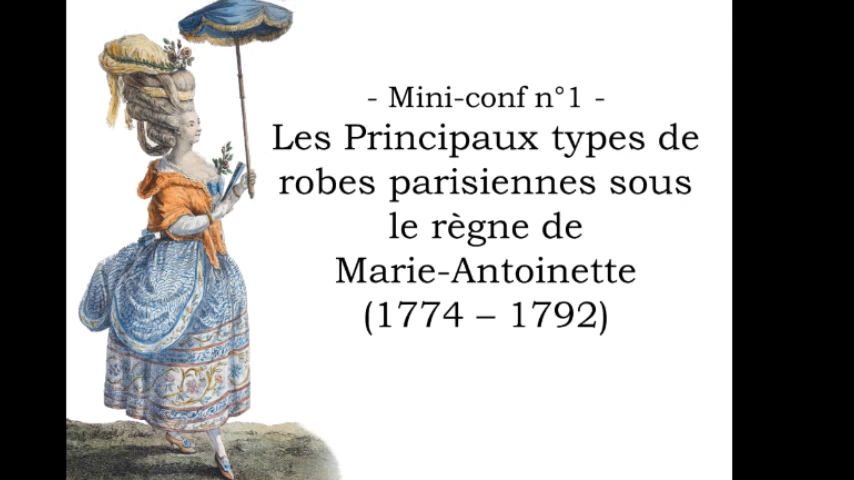 - Mini-conf n°1 -
Les Principaux types de
robes parisiennes sous
le règne de
Marie-Antoinette
(1774 – 1792)